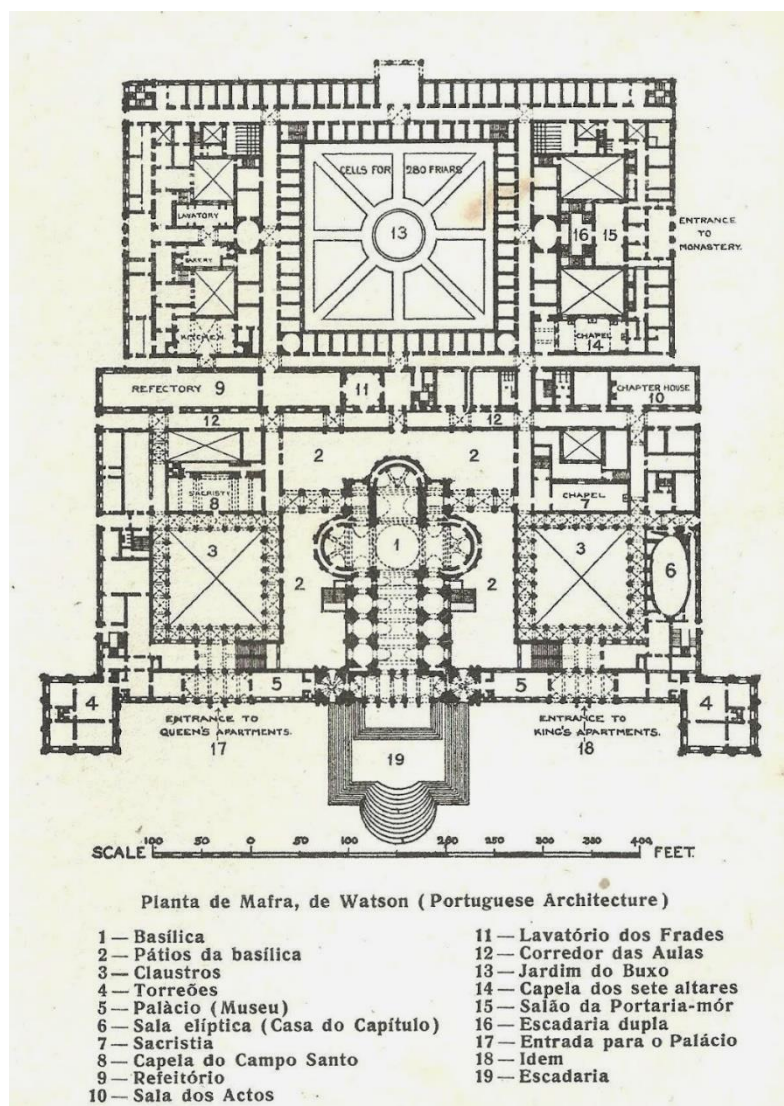 CELLS FOR 280 FRIARS
LAVATORY
13
16
15
ENTRANCE
TO
MONASTERY.
BAKERY
KITCHEN
CHAPEL
14
REFECTORY 9
11
CHAPTER HOUSE
10
12
12
2
2
SACRISTY
8
CHAPEL
7
3
1
3
6
2
2
4
5
5
4
ENTRANCE TO
QUEEN'S APARTMENTS.
17
ENTRANCE TO
KING'S APARTMENTS.
18
19
SCALE 100 50 0 50 100 150 200 250 300 350 400 FEET.
Planta de Mafra, de Watson (Portuguese Architecture)
1 — Basílica
2 — Pátios da basílica
3 — Claustros
4 — Torreões
5 — Palàcio (Museu)
6 — Sala elíptica (Casa do Capítulo)
7 — Sacristia
8 — Capela do Campo Santo
9 — Refeitório
10 — Sala dos Actos
11 — Lavatório dos Frades
12 — Corredor das Aulas
13 — Jardim do Buxo
14 — Capela dos sete altares
15 — Salão da Portaria-mór
16 — Escadaria dupla
17 — Entrada para o Palácio
18 — Idem
19 — Escadaria